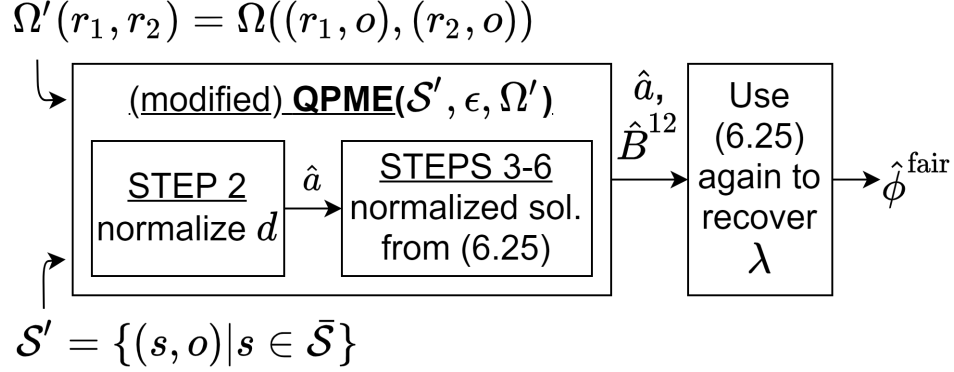 Ω′(r₁, r₂) = Ω((r₁, o), (r₂, o))
(modified) QPME(𝒮′, ϵ, Ω′)
STEP 2
normalize d
â
STEPS 3-6
normalized sol.
from (6.25)
â,
B̂¹²
Use
(6.25)
again to
recover
λ
ϕ̂ᶠᵃⁱʳ
𝒮′ = {(s, o)|s ∈ 𝒮̄}